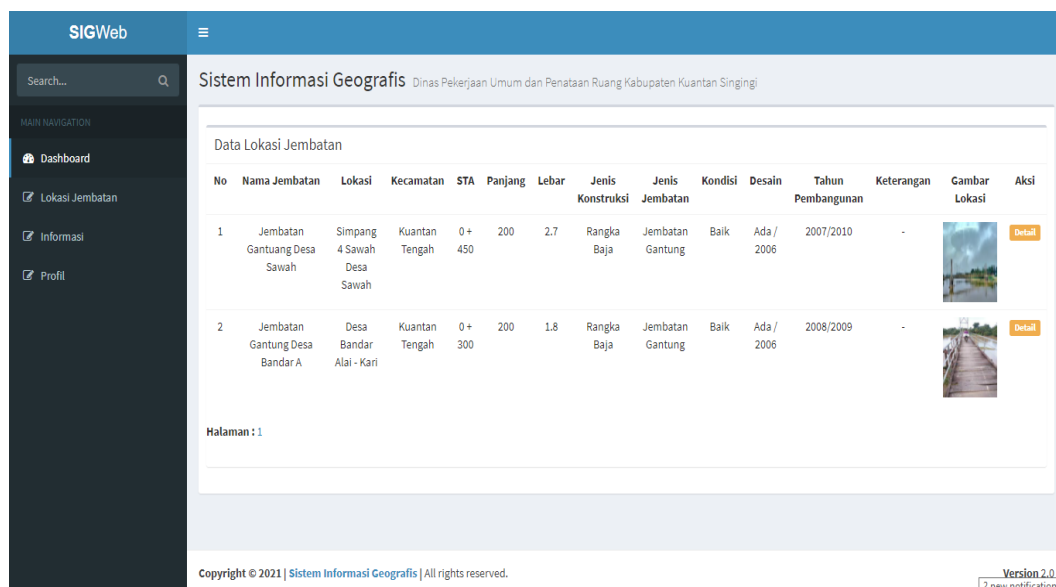 SIGWeb
Search...
MAIN NAVIGATION
Dashboard
Lokasi Jembatan
Informasi
Profil
Sistem Informasi Geografis Dinas Pekerjaan Umum dan Penataan Ruang Kabupaten Kuantan Singingi
Data Lokasi Jembatan
No Nama Jembatan Lokasi Kecamatan STA Panjang Lebar Jenis Jenis Kondisi Desain Tahun Keterangan Gambar Aksi
Konstruksi Jembatan Pembangunan Lokasi
1 Jembatan Simpang Kuantan 0 + 200 2.7 Rangka Jembatan Baik Ada / 2007/2010 - Detail
Gantuang Desa 4 Sawah Tengah 450 Baja Gantung 2006
Sawah Desa
Sawah
2 Jembatan Desa Kuantan 0 + 200 1.8 Rangka Jembatan Baik Ada / 2008/2009 - Detail
Gantung Desa Bandar Tengah 300 Baja Gantung 2006
Bandar A Alai - Kari
Halaman : 1
Copyright © 2021 | Sistem Informasi Geografis | All rights reserved. Version 2.0
2 new notification